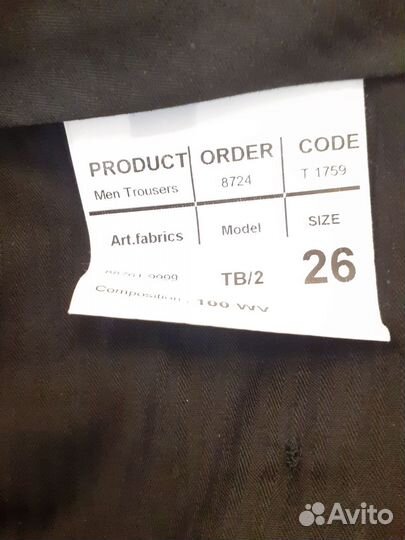 PRODUCT ORDER CODE
Men Trousers 8724 T 1759
Art.fabrics Model SIZE
TB/2 26
Composition : 100 WV
Avito